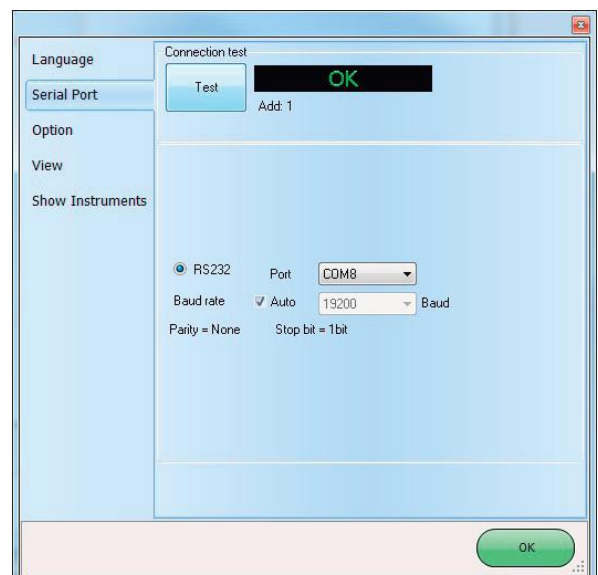 Language
Serial Port
Option
View
Show Instruments
Connection test
Test
OK
Add: 1
RS232 Port COM8
Baud rate Auto 19200 Baud
Parity = None Stop bit = 1bit
OK